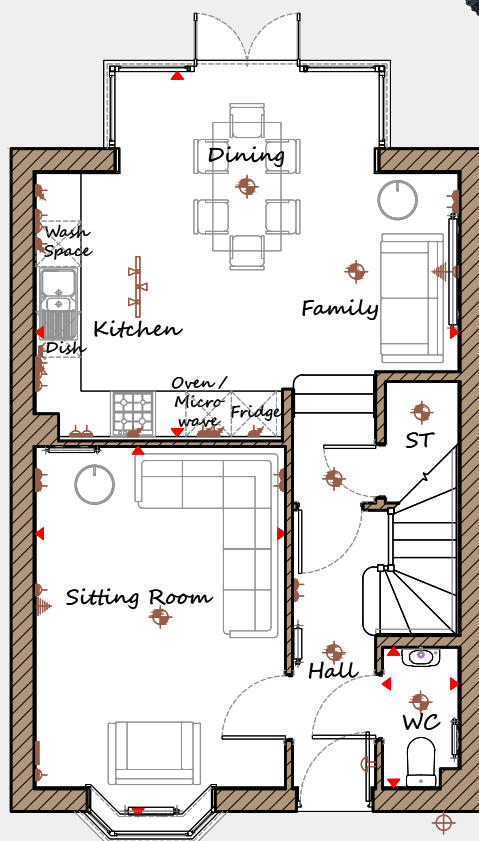 Dining
Wash
Space
Family
Kitchen
Dish
Oven /
Micro
wave
Fridge
ST
Sitting Room
Hall
WC